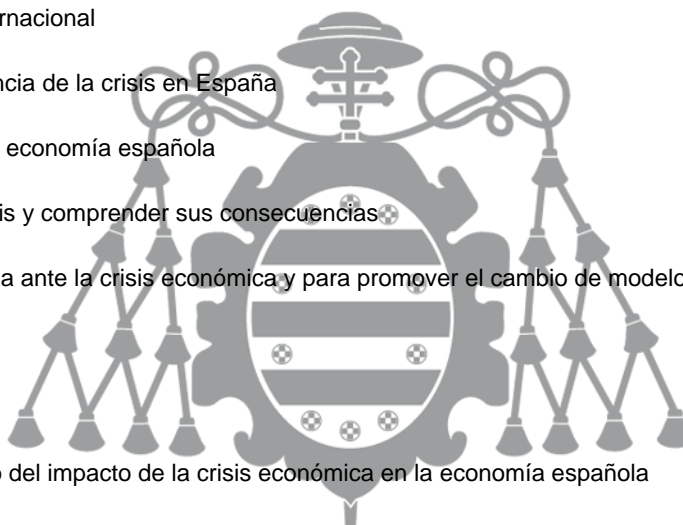 rnacional
ncia de la crisis en España
economía española
is y comprender sus consecuencias
a ante la crisis económica y para promover el cambio de modelo
del impacto de la crisis económica en la economía española